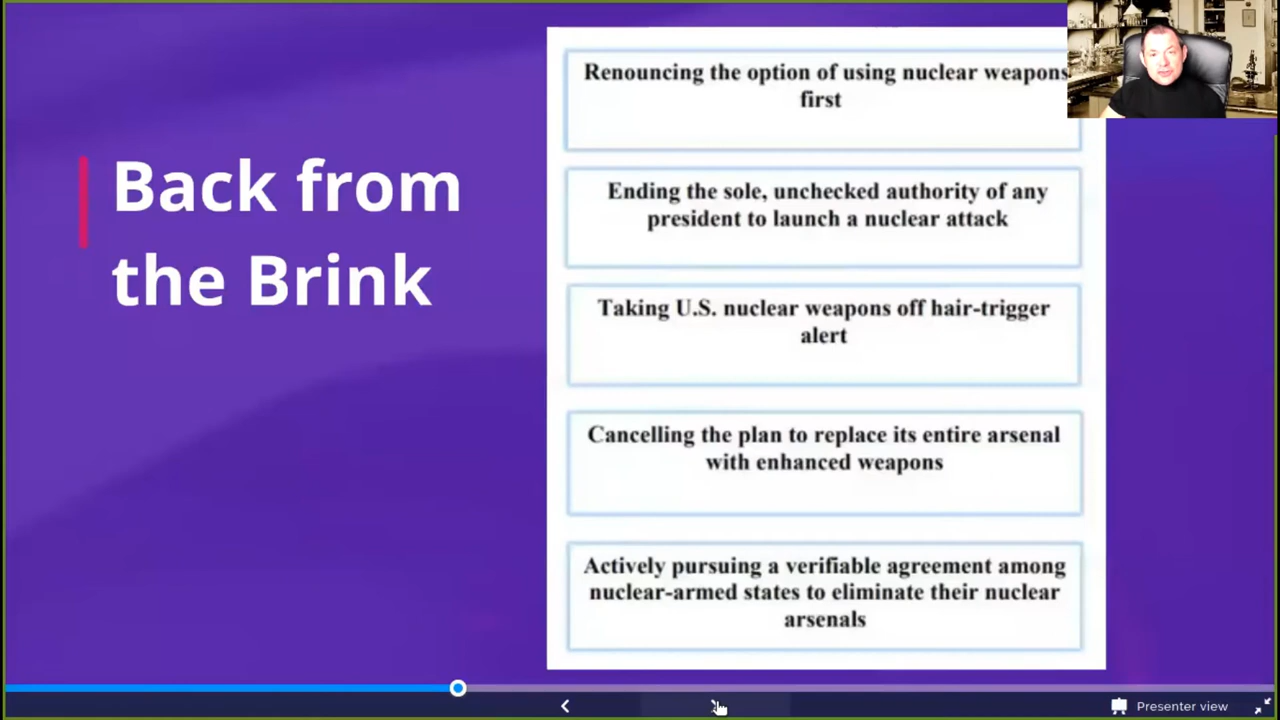 Back from
the Brink
Renouncing the option of using nuclear weapons
first
Ending the sole, unchecked authority of any
president to launch a nuclear attack
Taking U.S. nuclear weapons off hair-trigger
alert
Cancelling the plan to replace its entire arsenal
with enhanced weapons
Actively pursuing a verifiable agreement among
nuclear-armed states to eliminate their nuclear
arsenals
Presenter view